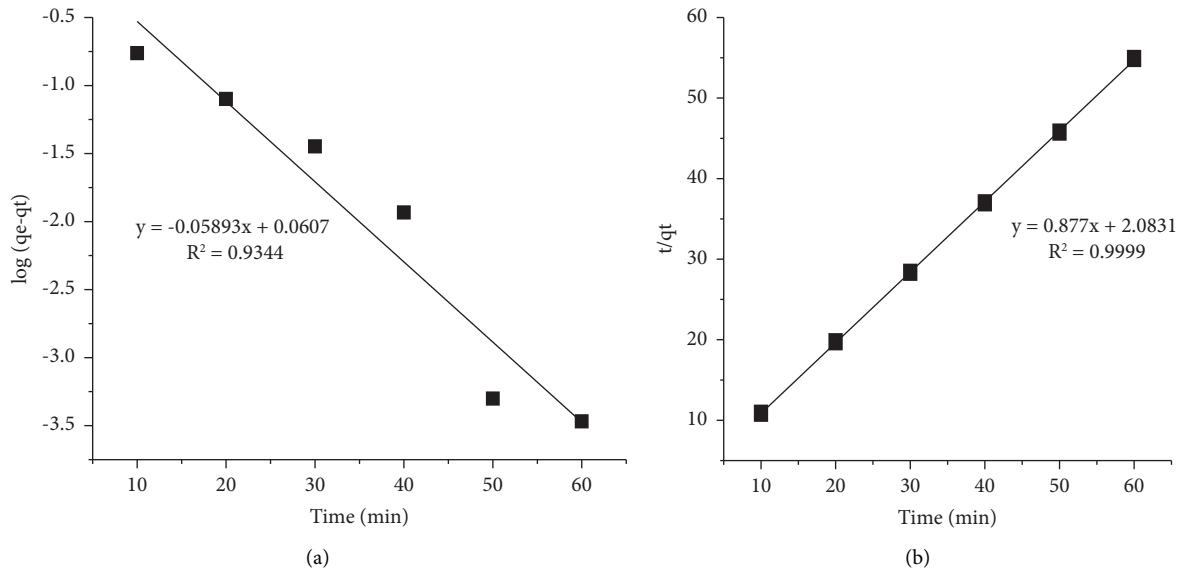 -0.5
-1.0
-1.5
-2.0
-2.5
-3.0
-3.5
log (qe-qt)
y = -0.05893x + 0.0607
R² = 0.9344
10 20 30 40 50 60
Time (min)
(a)
60
50
40
30
20
10
t/qt
y = 0.877x + 2.0831
R² = 0.9999
10 20 30 40 50 60
Time (min)
(b)